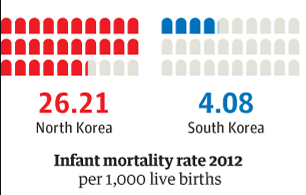 26.21 4.08
North Korea South Korea
Infant mortality rate 2012
per 1,000 live births